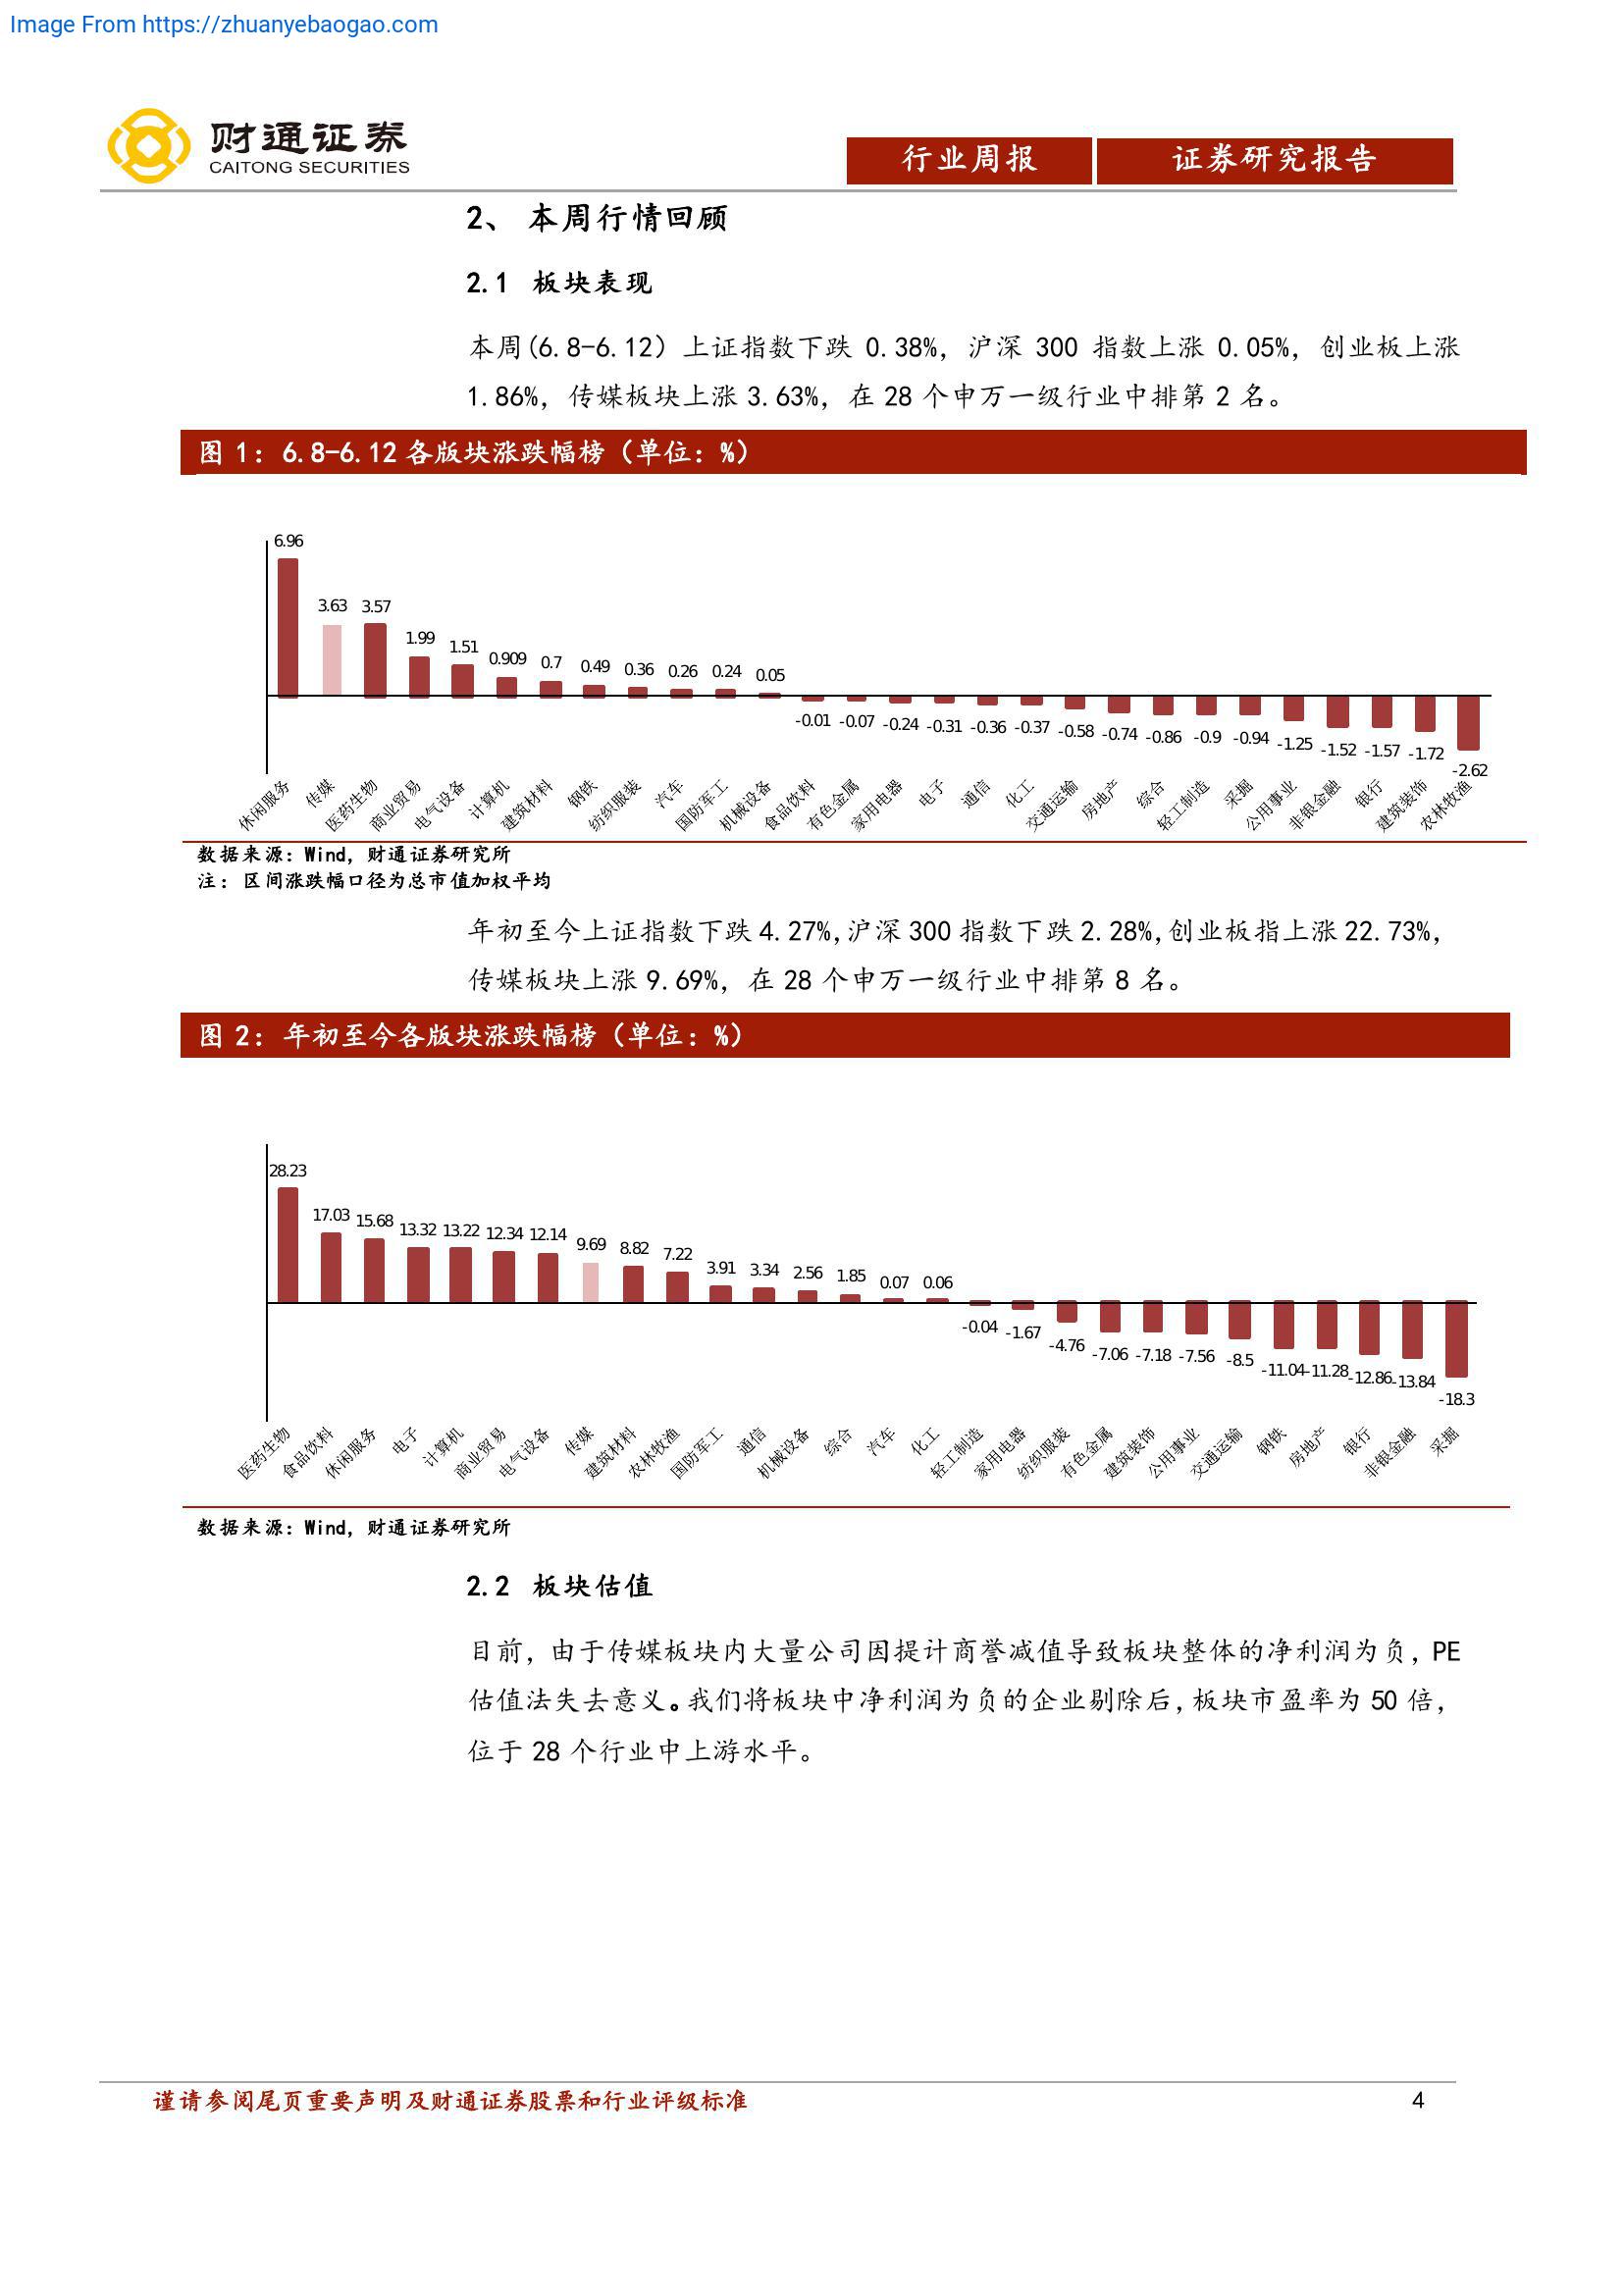 Image From https://zhuanyebaogao.com
财通证券
CAITONG SECURITIES
行业周报
证券研究报告
2、 本周行情回顾
2.1 板块表现
本周(6.8-6.12) 上证指数下跌 0.38%, 沪深 300 指数上涨 0.05%, 创业板上涨
1.86%, 传媒板块上涨 3.63%, 在 28 个申万一级行业中排第 2 名。
图 1: 6.8-6.12 各版块涨跌幅榜（单位: %）
6.96
3.63
3.57
1.99
1.51
0.909
0.7
0.49
0.36
0.26
0.24
0.05
-0.01
-0.07
-0.24
-0.31
-0.36
-0.37
-0.58
-0.74
-0.86
-0.9
-0.94
-1.25
-1.52
-1.57
-1.72
-2.62
休闲服务
传媒
医药生物
商业贸易
电气设备
计算机
建筑材料
钢铁
纺织服装
汽车
国防军工
机械设备
食品饮料
有色金属
家用电器
电子
通信
化工
交通运输
房地产
综合
轻工制造
采掘
公用事业
非银金融
银行
建筑装饰
农林牧渔
数据来源: Wind, 财通证券研究所
注: 区间涨跌幅口径为总市值加权平均
年初至今上证指数下跌 4.27%,沪深 300 指数下跌 2.28%,创业板指上涨 22.73%,
传媒板块上涨 9.69%, 在 28 个申万一级行业中排第 8 名。
图 2: 年初至今各版块涨跌幅榜（单位: %）
28.23
17.03
15.68
13.32
13.22
12.34
12.14
9.69
8.82
7.22
3.91
3.34
2.56
1.85
0.07
0.06
-0.04
-1.67
-4.76
-7.06
-7.18
-7.56
-8.5
-11.04
-11.28
-12.86
-13.84
-18.3
医药生物
食品饮料
休闲服务
电子
计算机
商业贸易
电气设备
传媒
建筑材料
农林牧渔
国防军工
通信
机械设备
综合
汽车
化工
轻工制造
家用电器
纺织服装
有色金属
建筑装饰
公用事业
交通运输
钢铁
房地产
银行
非银金融
采掘
数据来源: Wind, 财通证券研究所
2.2 板块估值
目前, 由于传媒板块内大量公司因提计商誉减值导致板块整体的净利润为负, PE
估值法失去意义。我们将板块中净利润为负的企业剔除后, 板块市盈率为 50 倍,
位于 28 个行业中上游水平。
谨请参阅尾页重要声明及财通证券股票和行业评级标准
4